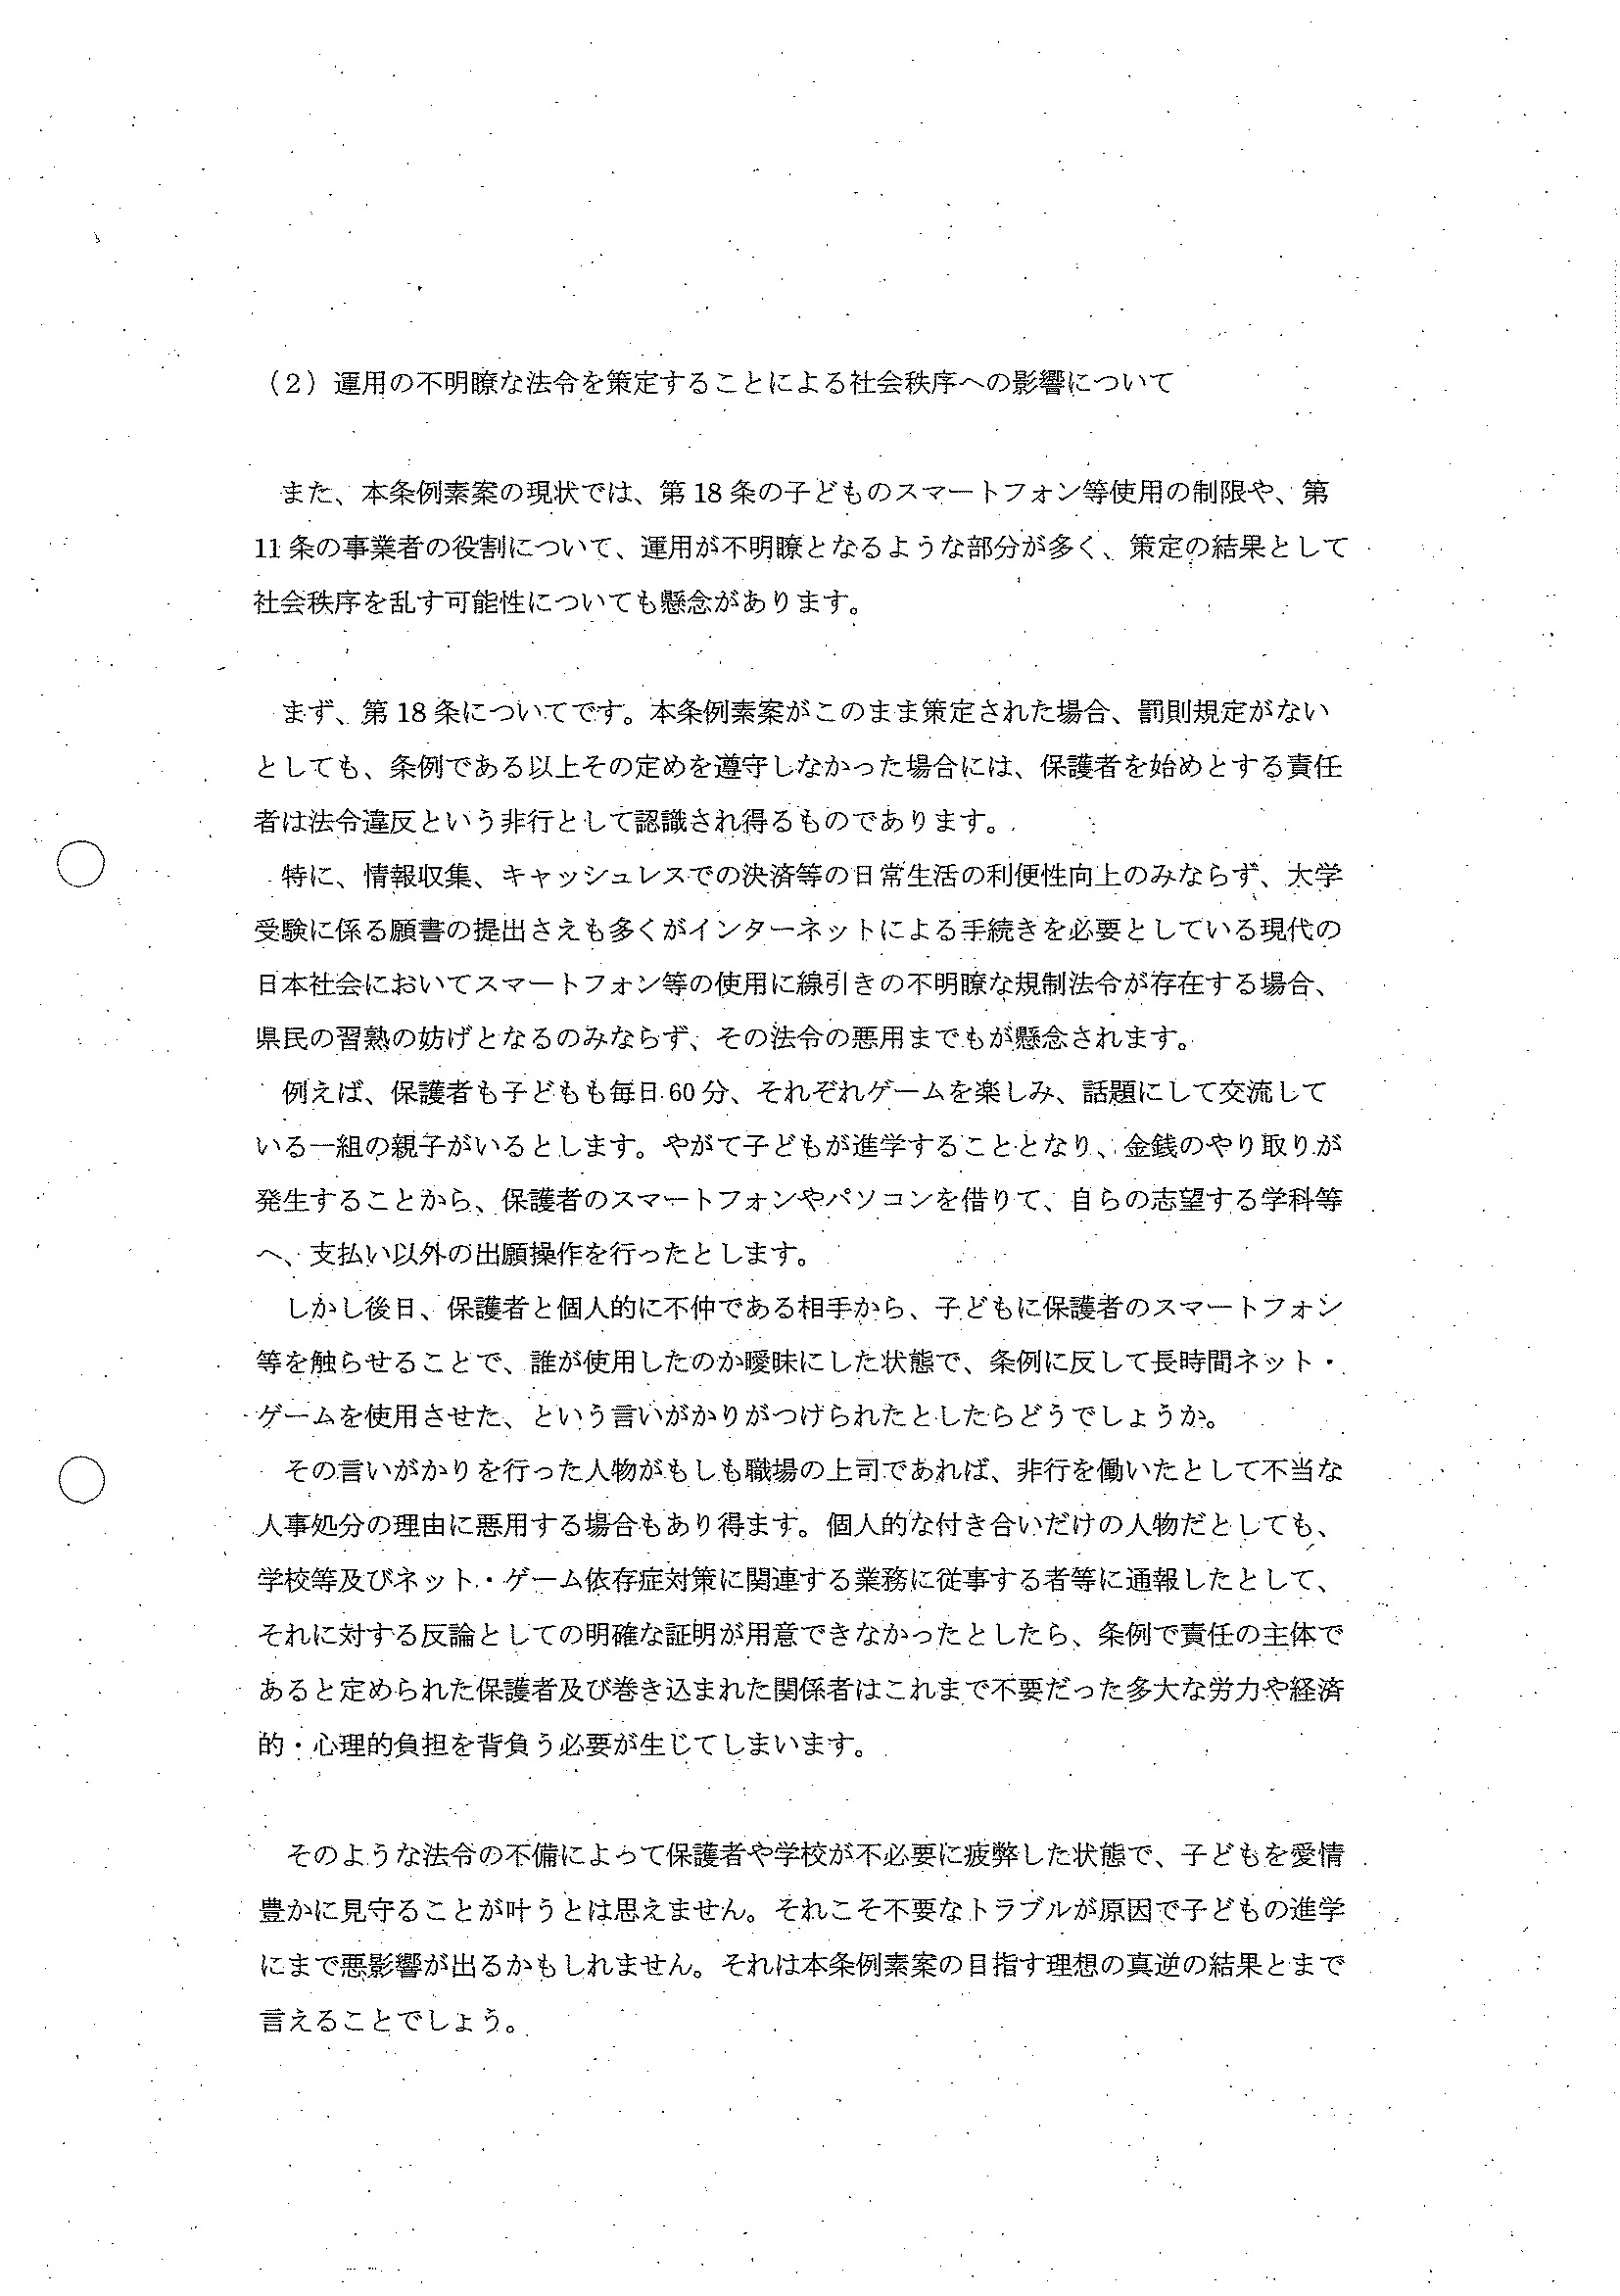 （2）運用の不明瞭な法令を策定することによる社会秩序への影響について
また、本条例素案の現状では、第 18 条の子どものスマートフォン等使用の制限や、第
11 条の事業者の役割について、運用が不明瞭となるような部分が多く、策定の結果として
社会秩序を乱す可能性についても懸念があります。
まず、第 18 条についてです。本条例素案がこのまま策定された場合、罰則規定がない
としても、条例である以上その定めを遵守しなかった場合には、保護者を始めとする責任
者は法令違反という非行として認識され得るものであります。
特に、情報収集、キャッシュレスでの決済等の日常生活の利便性向上のみならず、大学
受験に係る願書の提出さえも多くがインターネットによる手続きを必要としている現代の
日本社会においてスマートフォン等の使用に線引きの不明瞭な規制法令が存在する場合、
県民の習熟の妨げとなるのみならず、その法令の悪用までもが懸念されます。
例えば、保護者も子どもも毎日 60 分、それぞれゲームを楽しみ、話題にして交流して
いる一組の親子がいるとします。やがて子どもが進学することとなり、金銭のやり取りが
発生することから、保護者のスマートフォンやパソコンを借りて、自らの志望する学科等
へ、支払い以外の出願操作を行ったとします。
しかし後日、保護者と個人的に不仲である相手から、子どもに保護者のスマートフォン
等を触らせることで、誰が使用したのか曖昧にした状態で、条例に反して長時間ネット・
ゲームを使用させた、という言いがかりがつけられたとしたらどうでしょうか。
その言いがかりを行った人物がもしも職場の上司であれば、非行を働いたとして不当な
人事処分の理由に悪用する場合もあり得ます。個人的な付き合いだけの人物だとしても、
学校等及びネット・ゲーム依存症対策に関連する業務に従事する者等に通報したとして、
それに対する反論としての明確な証明が用意できなかったとしたら、条例で責任の主体で
あると定められた保護者及び巻き込まれた関係者はこれまで不要だった多大な労力や経済
的・心理的負担を背負う必要が生じてしまいます。
そのような法令の不備によって保護者や学校が不必要に疲弊した状態で、子どもを愛情
豊かに見守ることが叶うとは思えません。それこそ不要なトラブルが原因で子どもの進学
にまで悪影響が出るかもしれません。それは本条例素案の目指す理想の真逆の結果とまで
言えることでしょう。